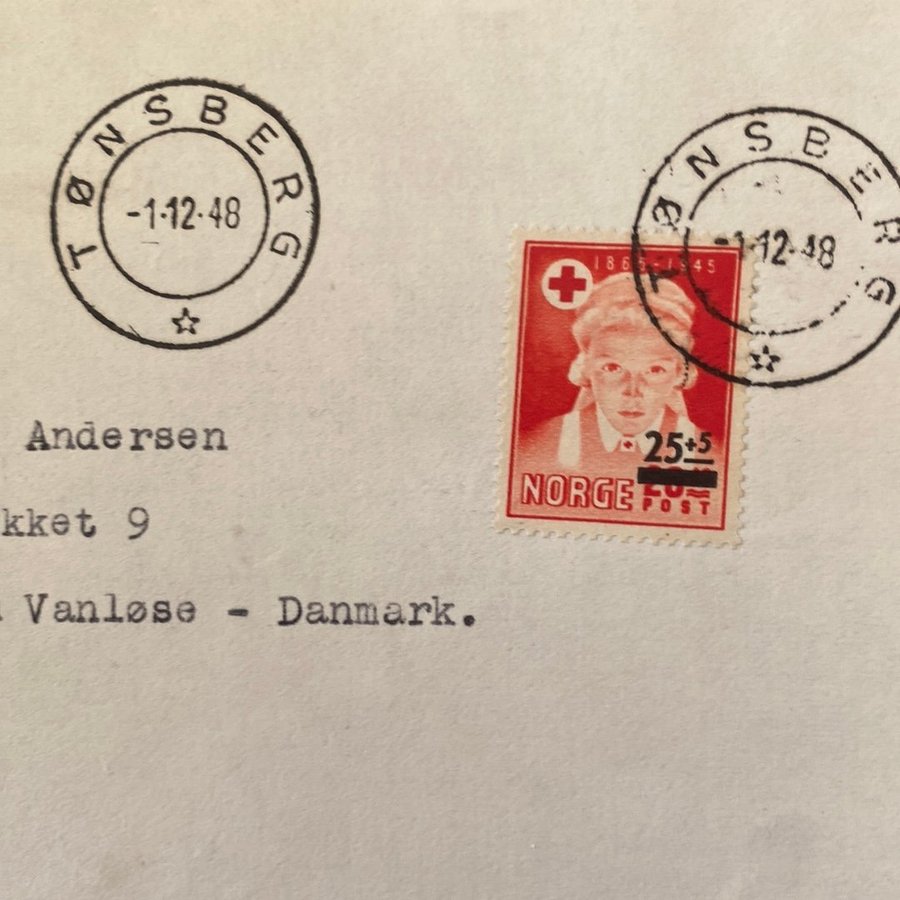 TØNSBERG
-1·12·48
TØNSBERG
-1·12·48
1865-1945
25+5
NORGE
POST
Andersen
kket 9
Vanløse - Danmark.